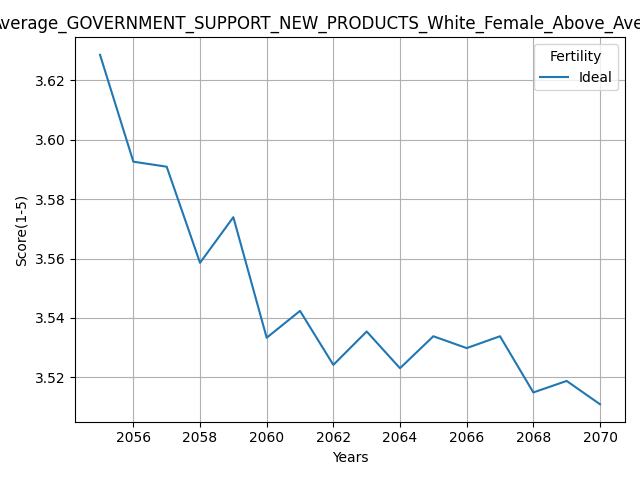 Average_GOVERNMENT_SUPPORT_NEW_PRODUCTS_White_Female_Above_Ave
Fertility
Ideal
3.62
3.60
3.58
3.56
3.54
3.52
Score(1-5)
2056 2058 2060 2062 2064 2066 2068 2070
Years